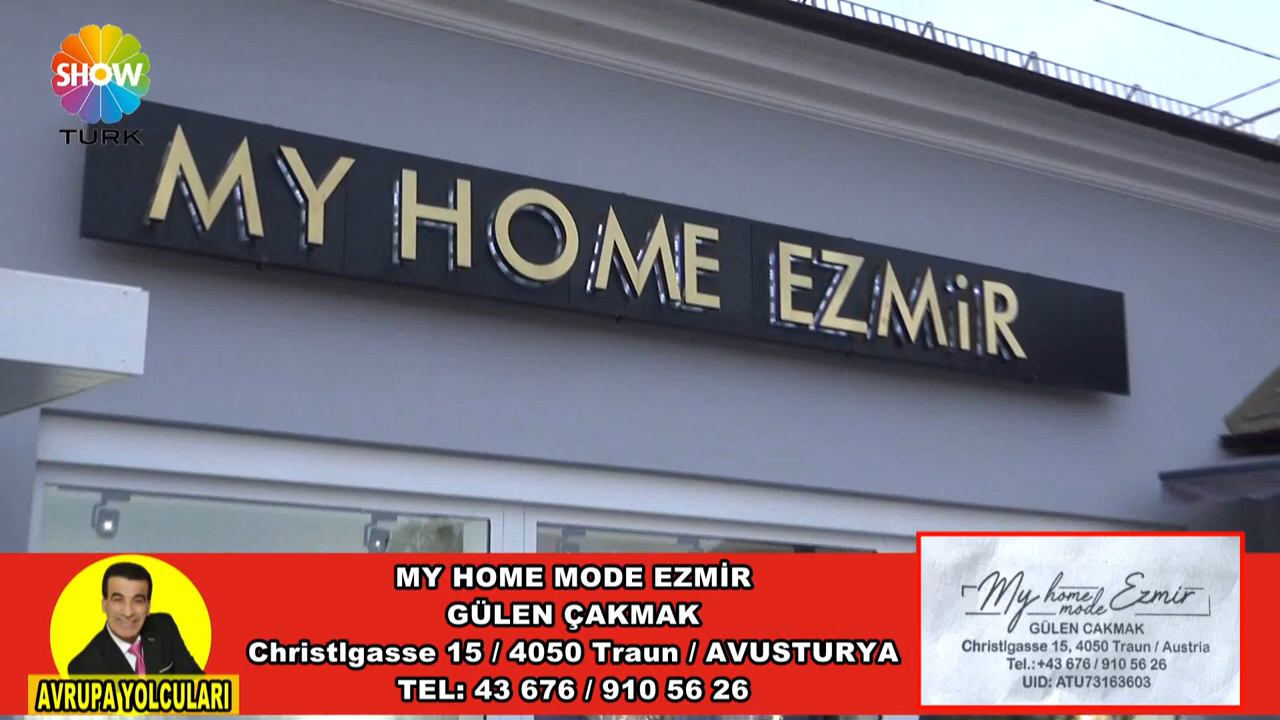 SHOW
TURK
MY HOME EZMiR
MY HOME MODE EZMİR
GÜLEN ÇAKMAK
Christlgasse 15 / 4050 Traun / AVUSTURYA
TEL: 43 676 / 910 56 26
AVRUPA YOLCULARI
My home mode Ezmir
GÜLEN CAKMAK
Christlgasse 15, 4050 Traun / Austria
Tel.:+43 676 / 910 56 26
UID: ATU73163603